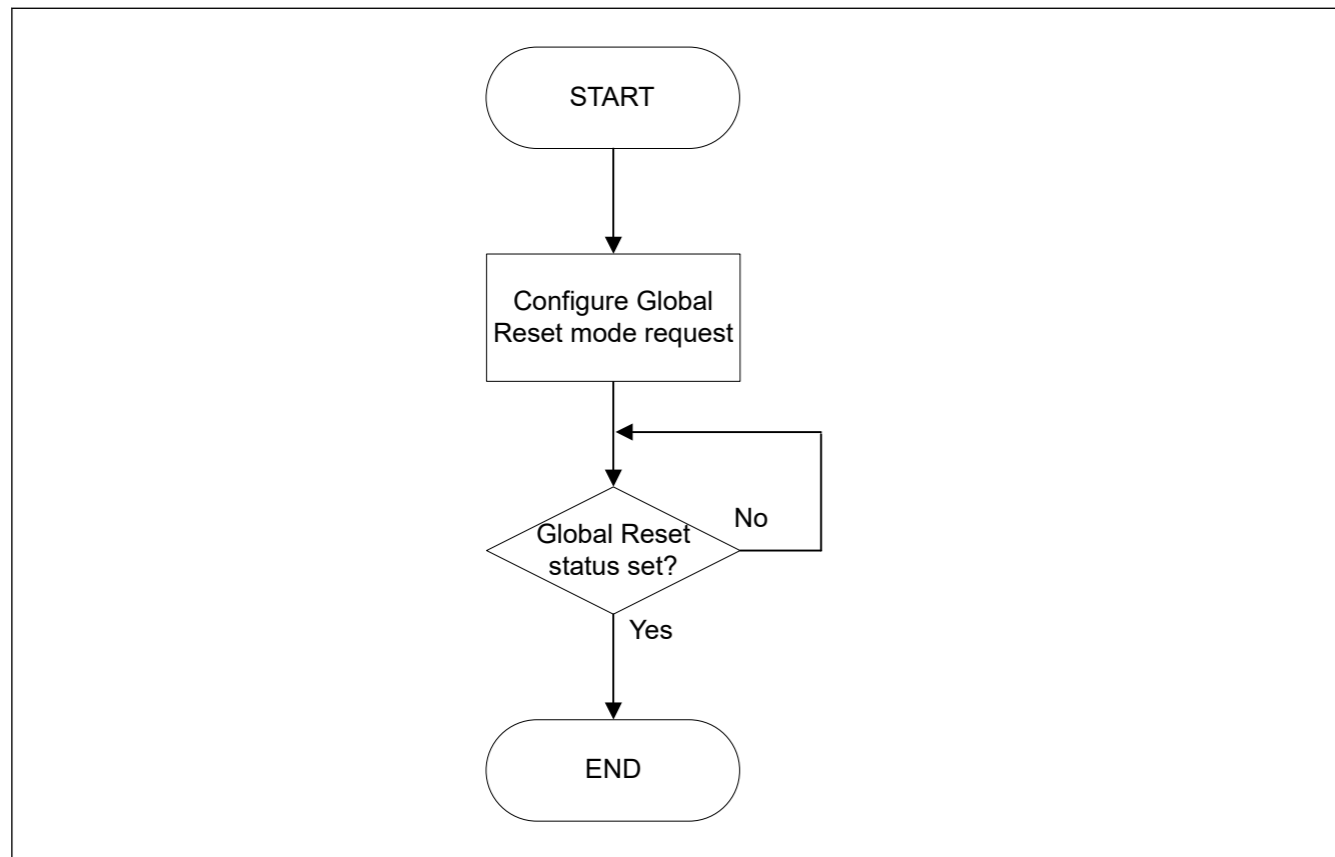 START
Configure Global
Reset mode request
Global Reset
status set?
No
Yes
END